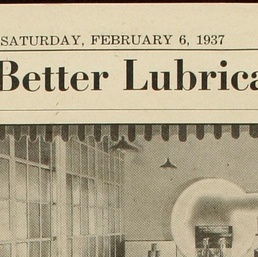 SATURDAY, FEBRUARY 6, 1937
Better Lubrica